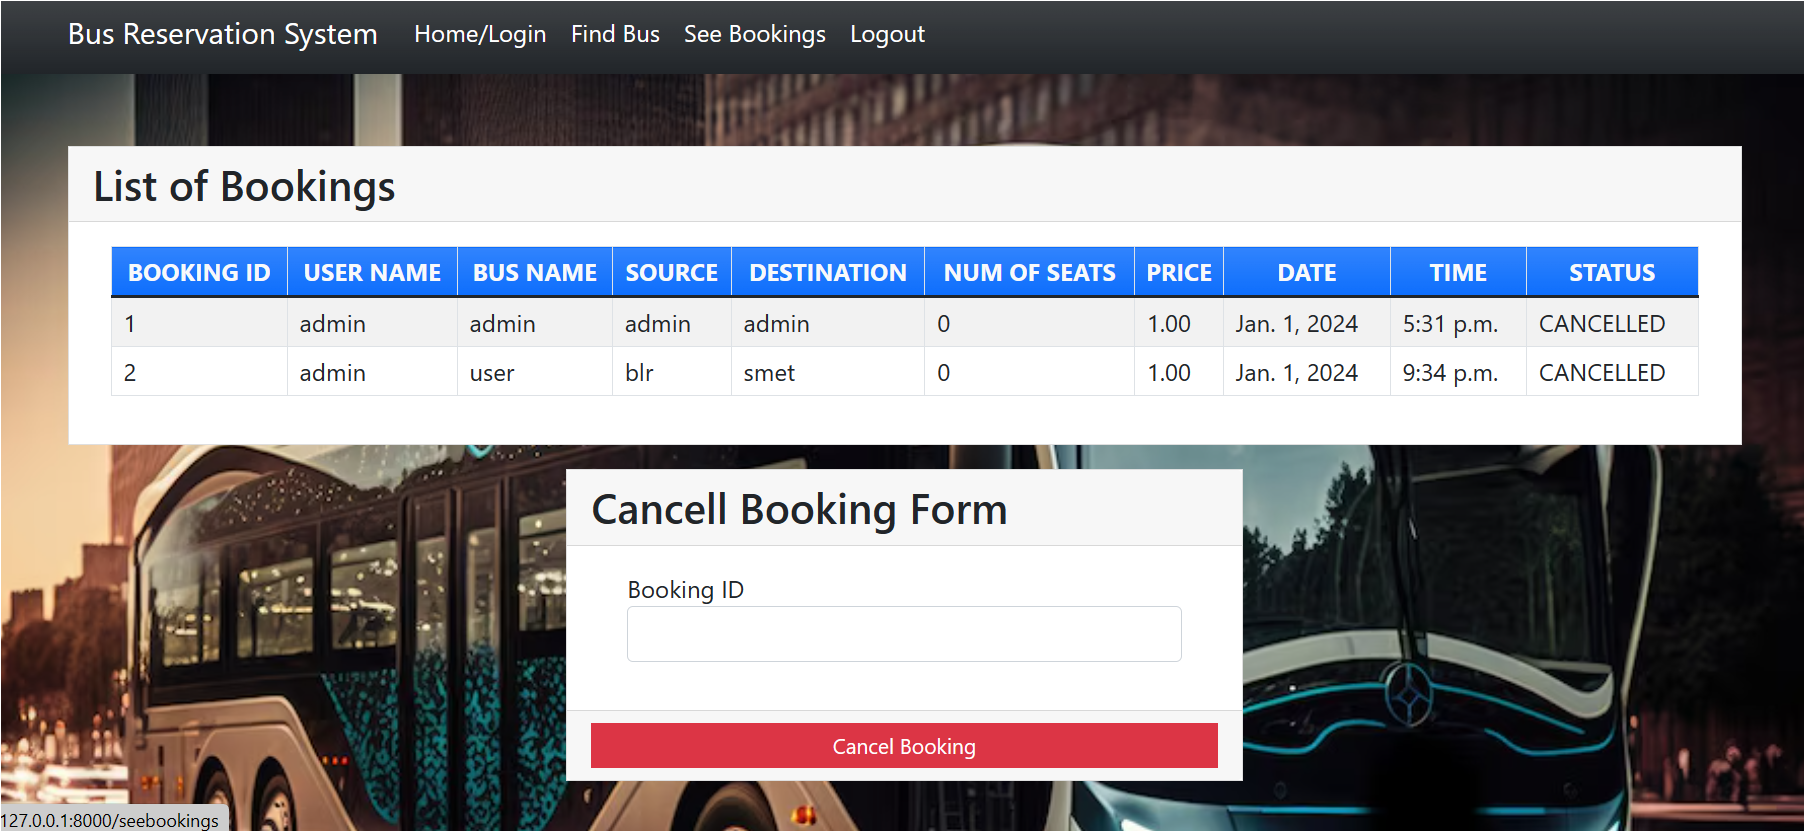 Bus Reservation System Home/Login Find Bus See Bookings Logout
List of Bookings
BOOKING ID USER NAME BUS NAME SOURCE DESTINATION NUM OF SEATS PRICE DATE TIME STATUS
1 admin admin admin admin 0 1.00 Jan. 1, 2024 5:31 p.m. CANCELLED
2 admin user blr smet 0 1.00 Jan. 1, 2024 9:34 p.m. CANCELLED
Cancell Booking Form
Booking ID
Cancel Booking
127.0.0.1:8000/seebookings